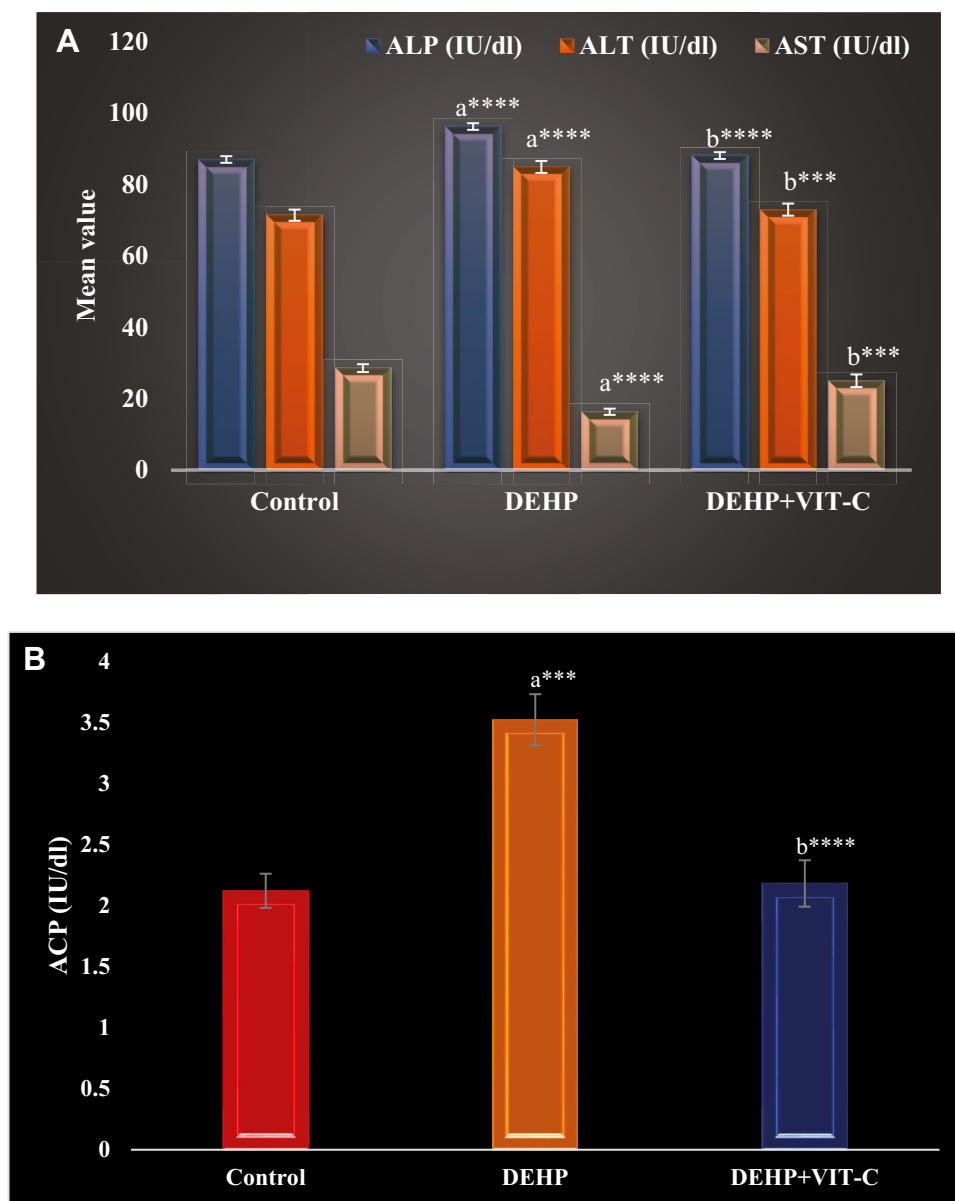 A
120
ALP (IU/dl) ALT (IU/dl) AST (IU/dl)
100
80
60
40
20
0
Mean value
a****
a****
a****
b****
b***
b***
Control DEHP DEHP+VIT-C
B
4
3.5
3
2.5
2
1.5
1
0.5
0
ACP (IU/dl)
a***
b****
Control DEHP DEHP+VIT-C